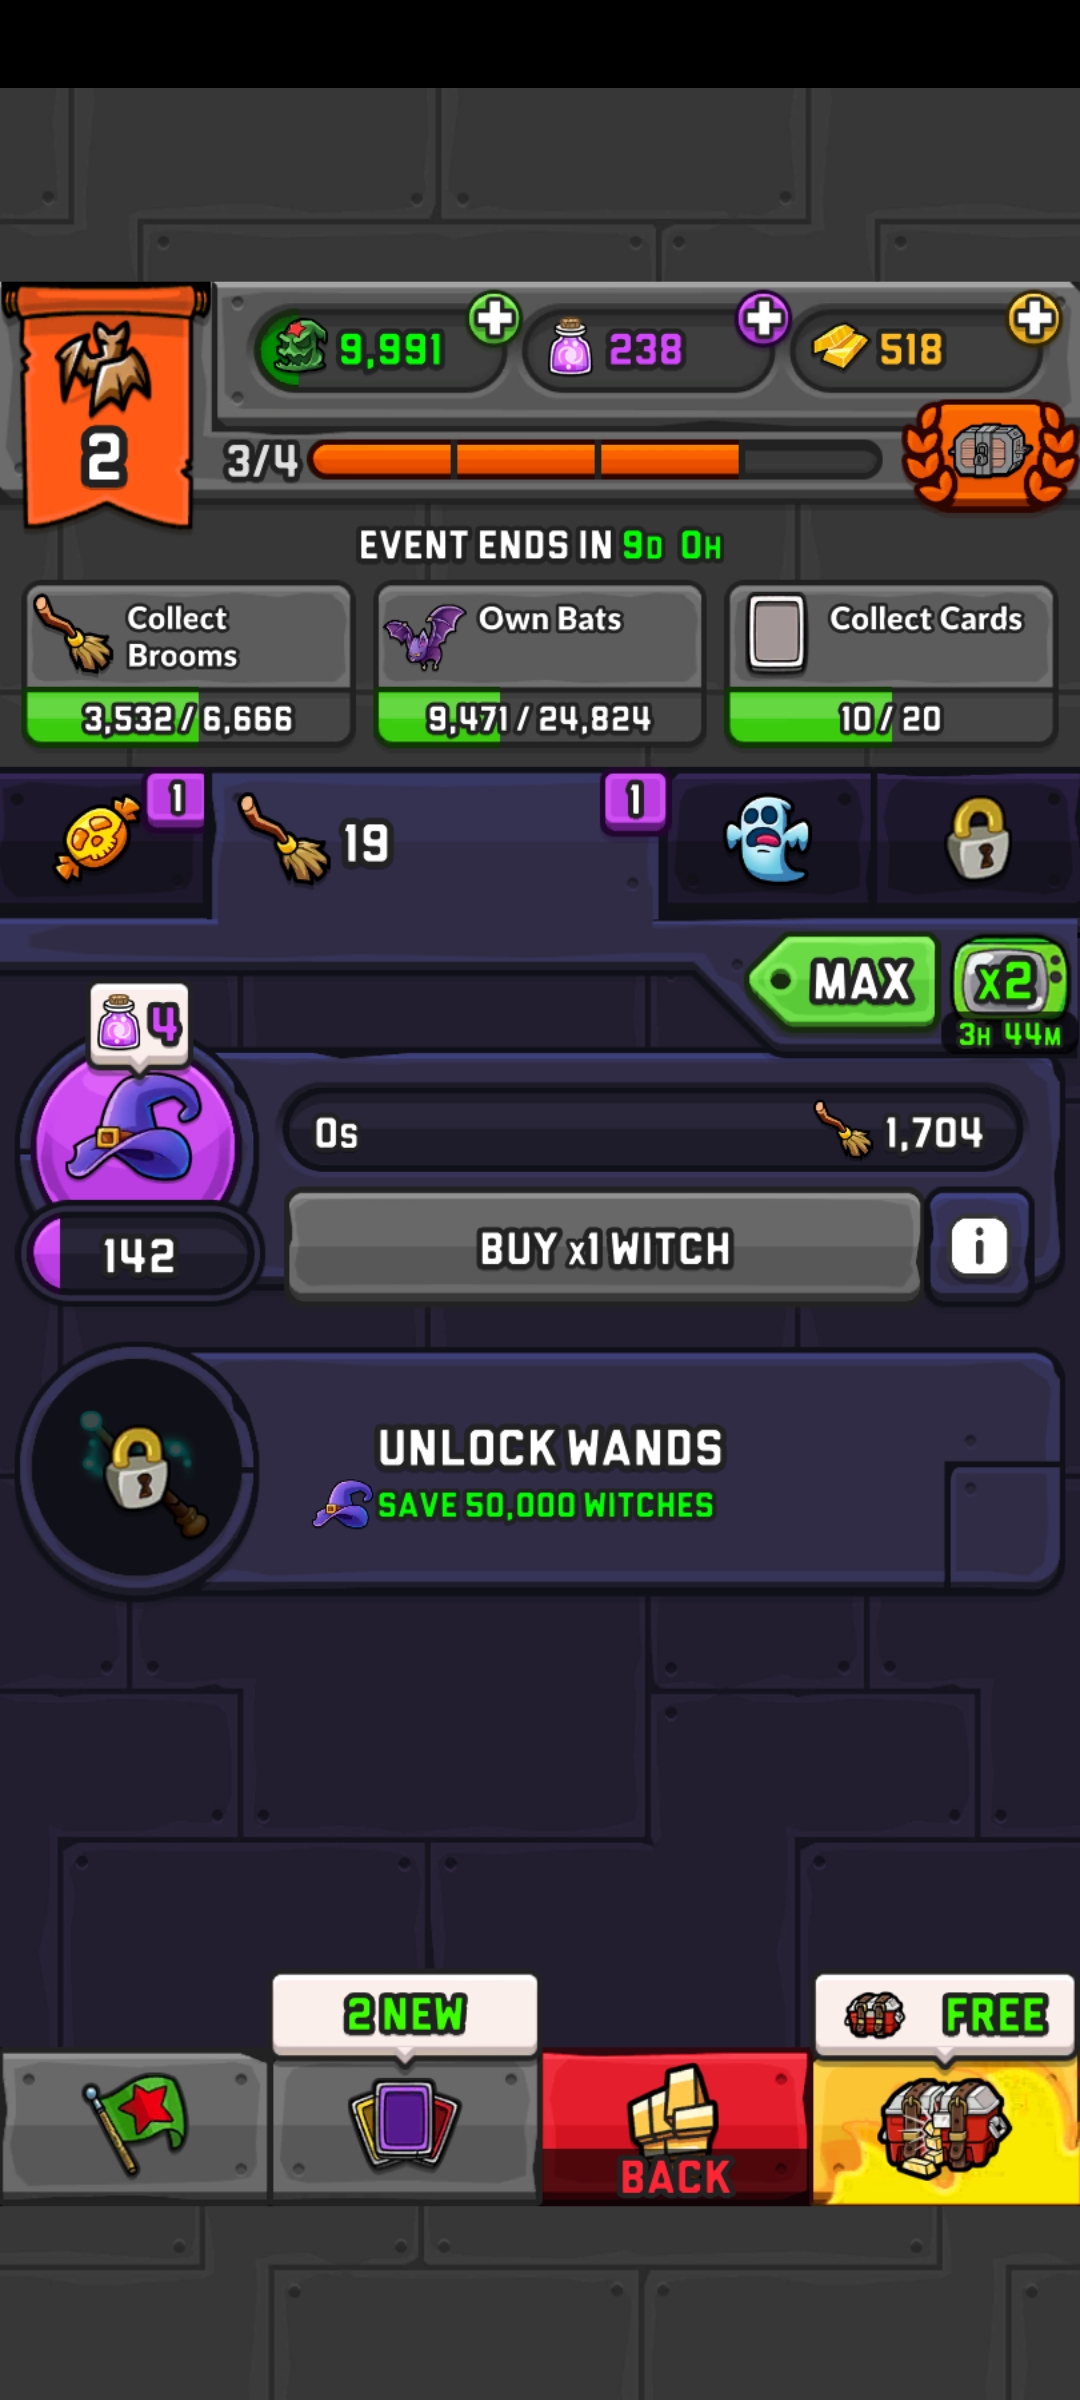 9,991
238
518
2
3/4
EVENT ENDS IN 9D 0H
Collect
Brooms
Own Bats
Collect Cards
3,532 / 6,666
9,471 / 24,824
10 / 20
1
19
1
MAX
x2
3H 44M
4
0s
1,704
142
BUY x1 WITCH
i
UNLOCK WANDS
SAVE 50,000 WITCHES
2 NEW
FREE
BACK